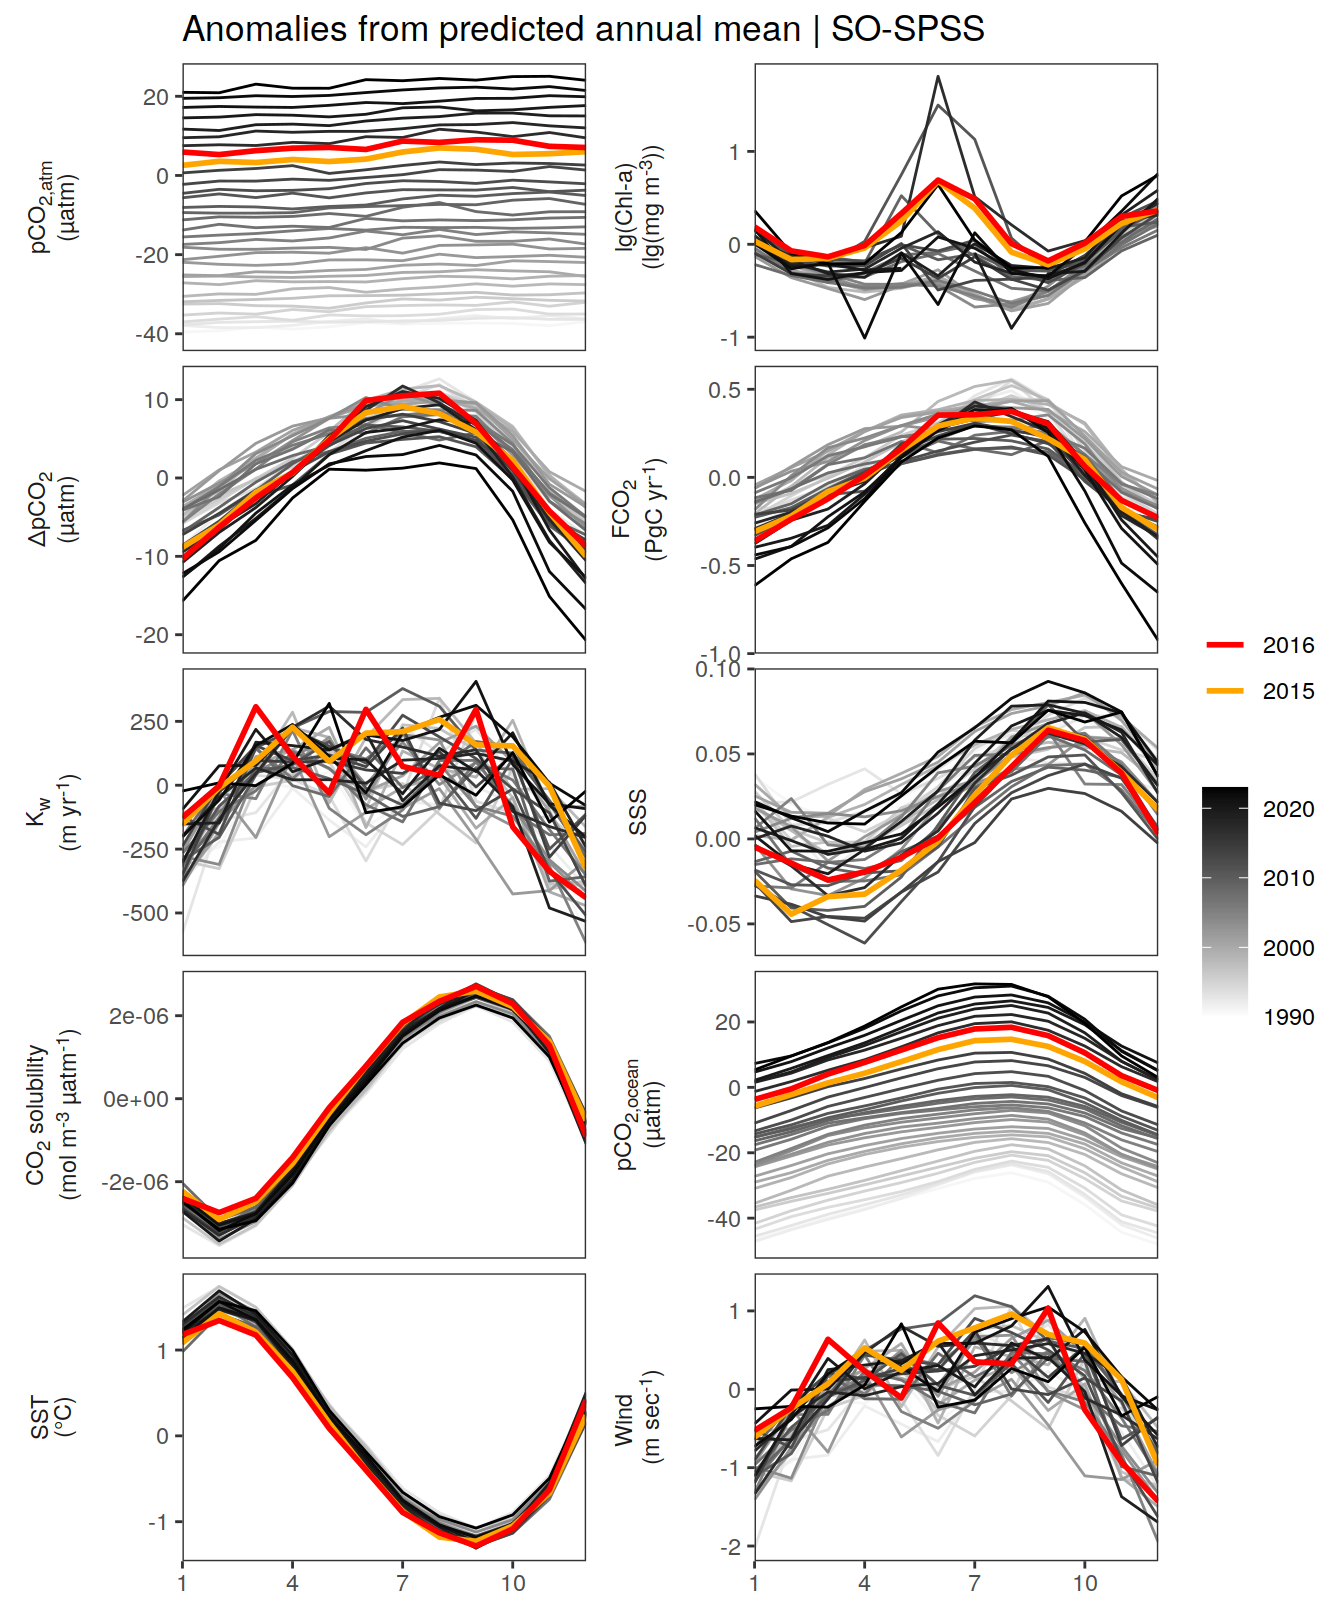 Anomalies from predicted annual mean | SO-SPSS
pCO2,atm
(µatm)
20
0
-20
-40
lg(Chl-a)
(lg(mg m-3))
1
0
-1
ΔpCO2
(µatm)
10
0
-10
-20
FCO2
(PgC yr-1)
0.5
0.0
-0.5
-1.0
Kw
(m yr-1)
250
0
-250
-500
SSS
0.10
0.05
0.00
-0.05
CO2 solubility
(mol m-3 µatm-1)
2e-06
0e+00
-2e-06
pCO2,ocean
(µatm)
20
0
-20
-40
SST
(°C)
1
0
-1
1
4
7
10
Wind
(m sec-1)
1
0
-1
-2
1
4
7
10
2016
2015
2020
2010
2000
1990